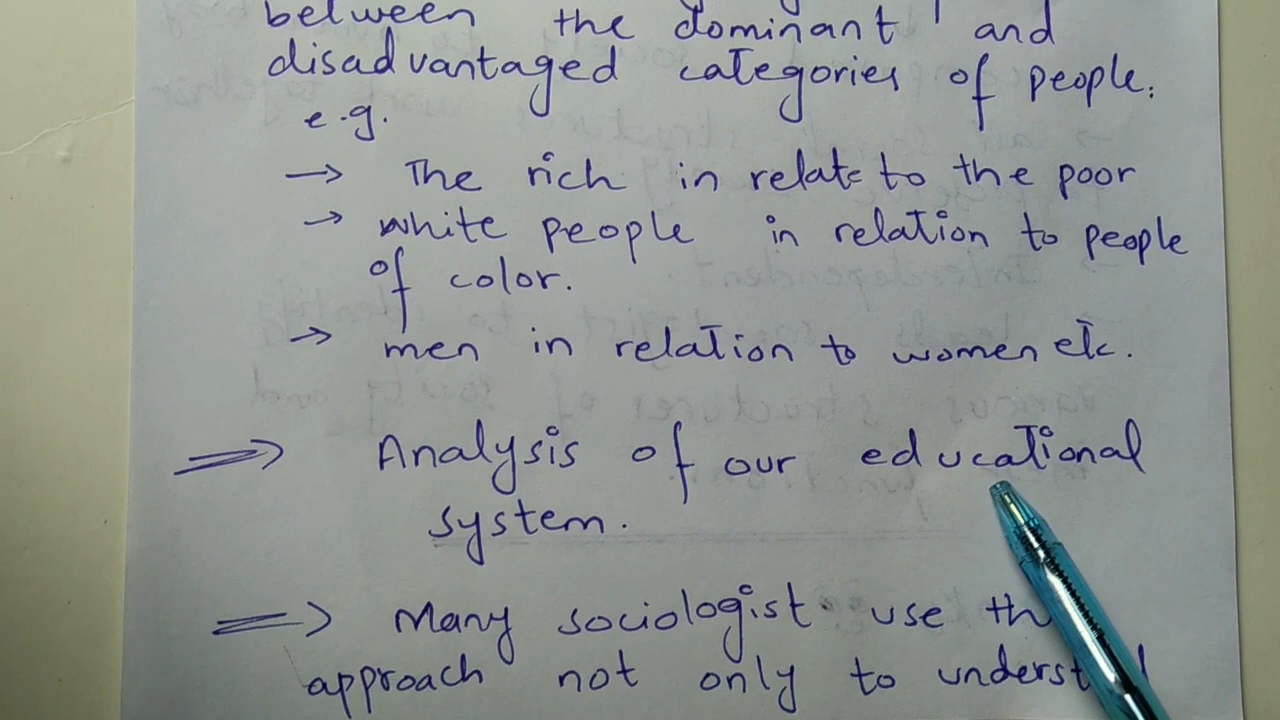 between the dominant and
disadvantaged categories of people.
e.g.
→ The rich in relate to the poor
→ white people in relation to people
of color.
→ men in relation to women etc.
⇒ Analysis of our educational
system.
⇒ Many sociologist use
approach not only to